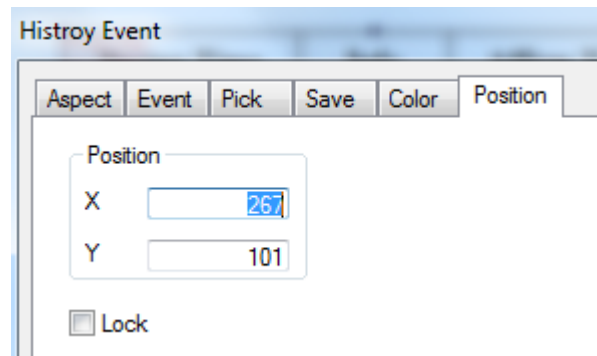 Histroy Event
Aspect Event Pick Save Color Position
Position
X 267
Y 101
Lock